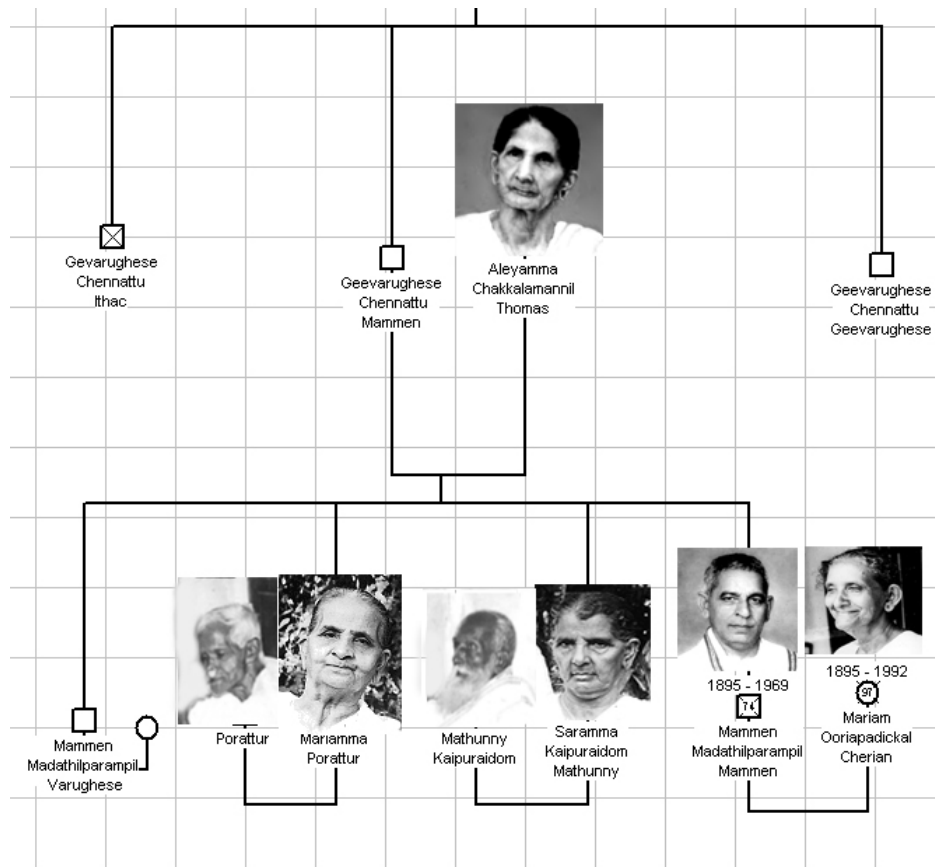 Gevarughese
Chennattu
Ithac
Geevarughese
Chennattu
Mammen
Aleyamma
Chakkalamannil
Thomas
Geevarughese
Chennattu
Geevarughese
Mammen
Madathilparampil
Varughese
Porattur
Mariamma
Porattur
Mathunny
Kaipuraidom
Saramma
Kaipuraidom
Mathunny
1895 - 1969
74
Mammen
Madathilparampil
Mammen
1895 - 1992
97
Mariam
Ooriapadickal
Cherian